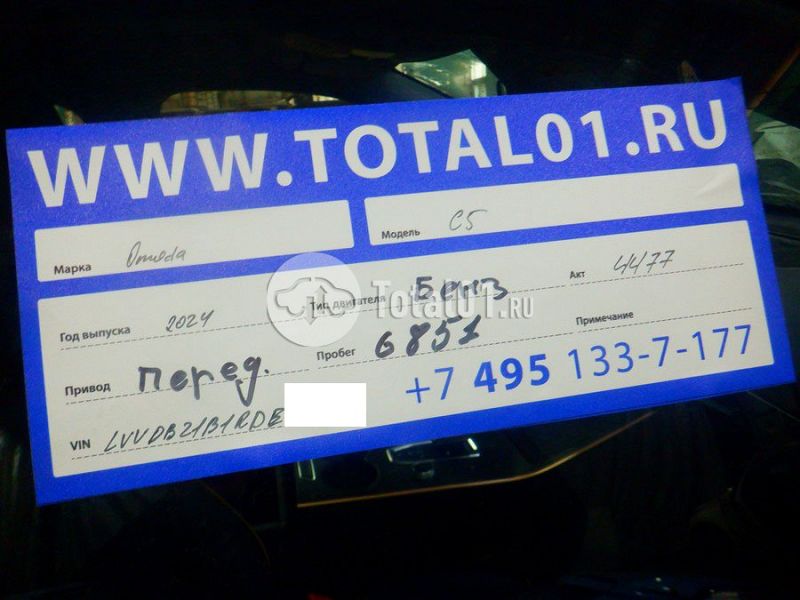 WWW.TOTAL01.RU
Марка Omoda Модель C5
Год выпуска 2024 Тип двигателя Бенз Акт 4477
Total01.RU
Привод перед. Пробег 6851 Примечание
VIN LVVDB21B1RDE +7 495 133-7-177